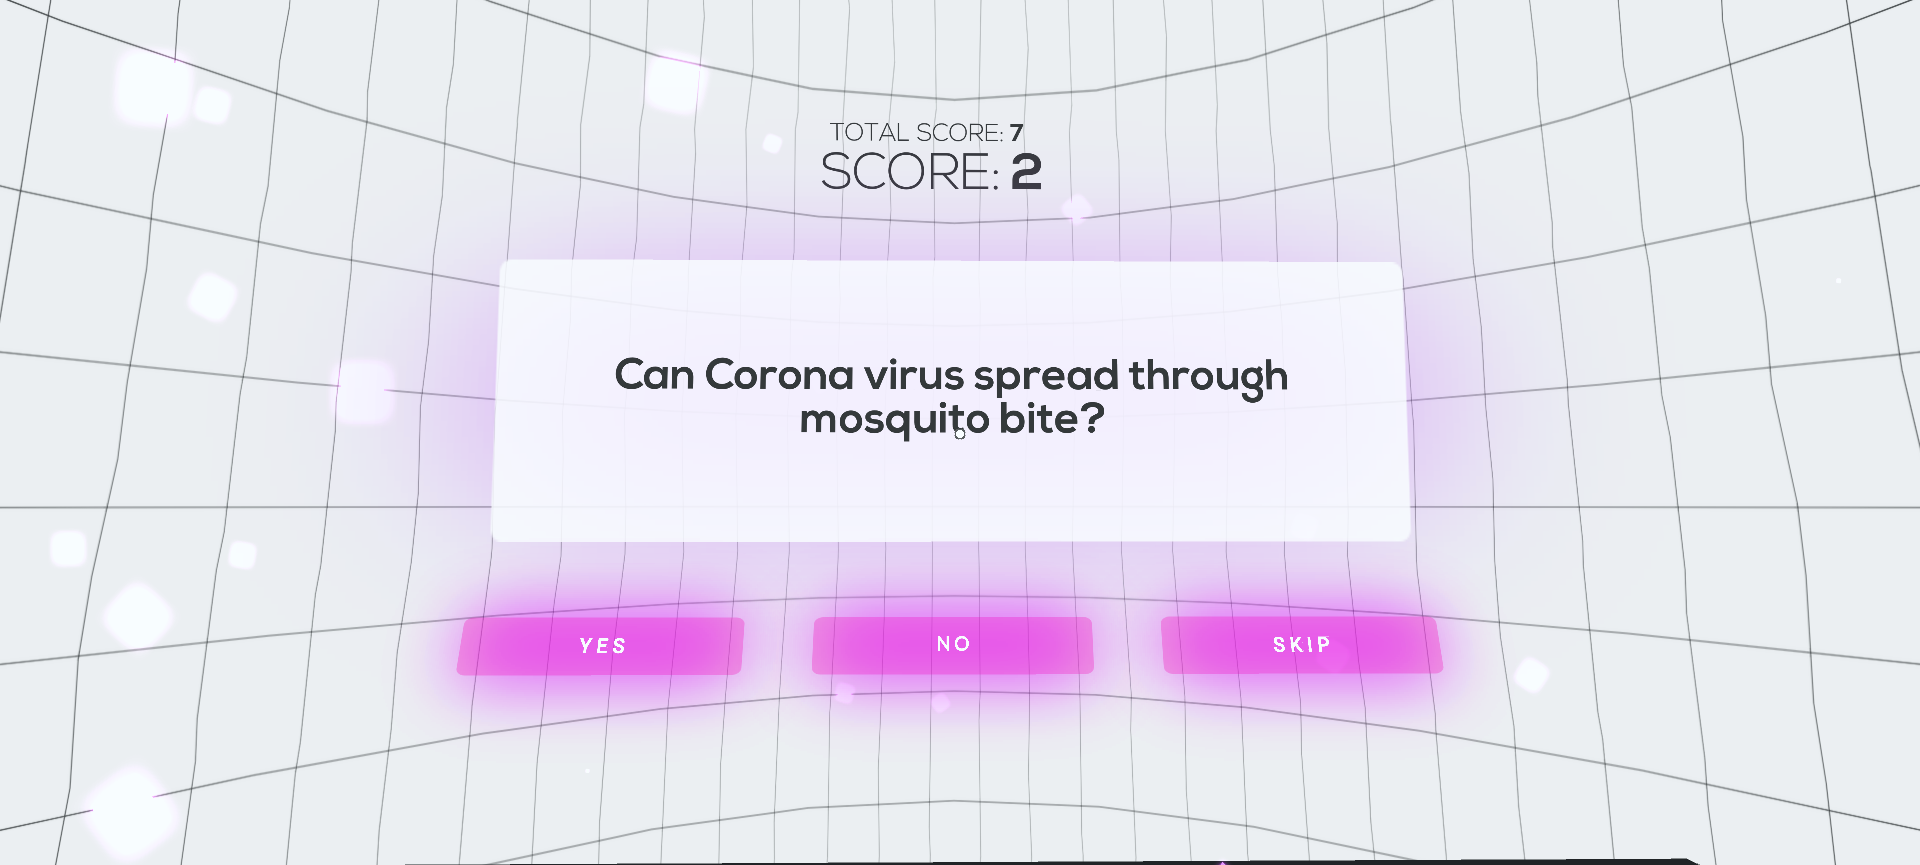 TOTAL SCORE: 7
SCORE: 2
Can Corona virus spread through
mosquito bite?
YES
NO
SKIP